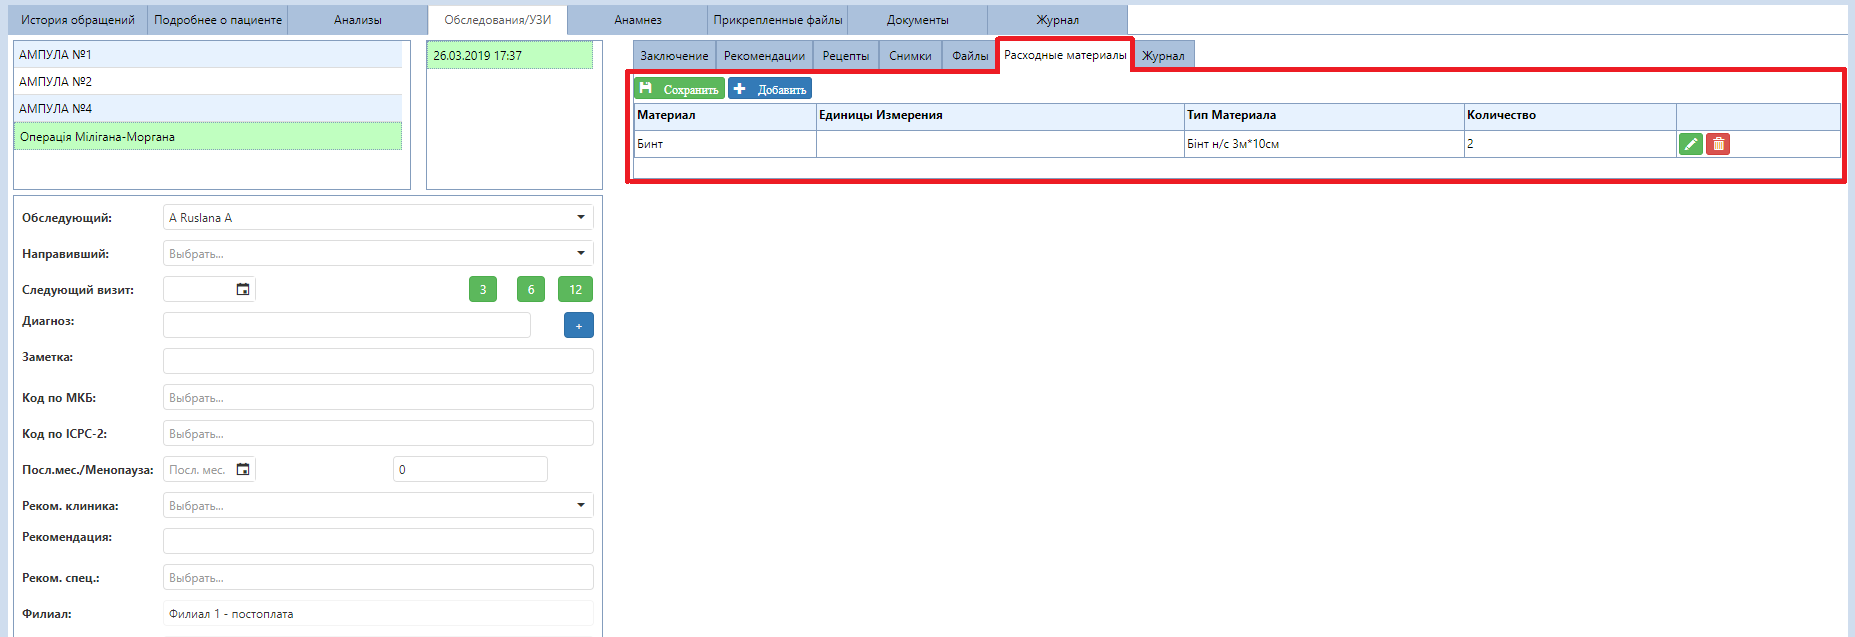 История обращений
Подробнее о пациенте
Анализы
Обследования/УЗИ
Анамнез
Прикрепленные файлы
Документы
Журнал
АМПУЛА №1
АМПУЛА №2
АМПУЛА №4
Операція Мілігана-Моргана
26.03.2019 17:37
Заключение
Рекомендации
Рецепты
Снимки
Файлы
Расходные материалы
Журнал
Сохранить
Добавить
Материал
Единицы Измерения
Тип Материала
Количество
Бинт
Бінт н/с 3м*10см
2
Обследующий:
A Ruslana A
Направивший:
Выбрать...
Следующий визит:
3
6
12
Диагноз:
+
Заметка:
Код по МКБ:
Выбрать...
Код по ICPC-2:
Выбрать...
Посл.мес./Менопауза:
Посл. мес.
0
Реком. клиника:
Выбрать...
Рекомендация:
Реком. спец.:
Выбрать...
Филиал:
Филиал 1 - постоплата